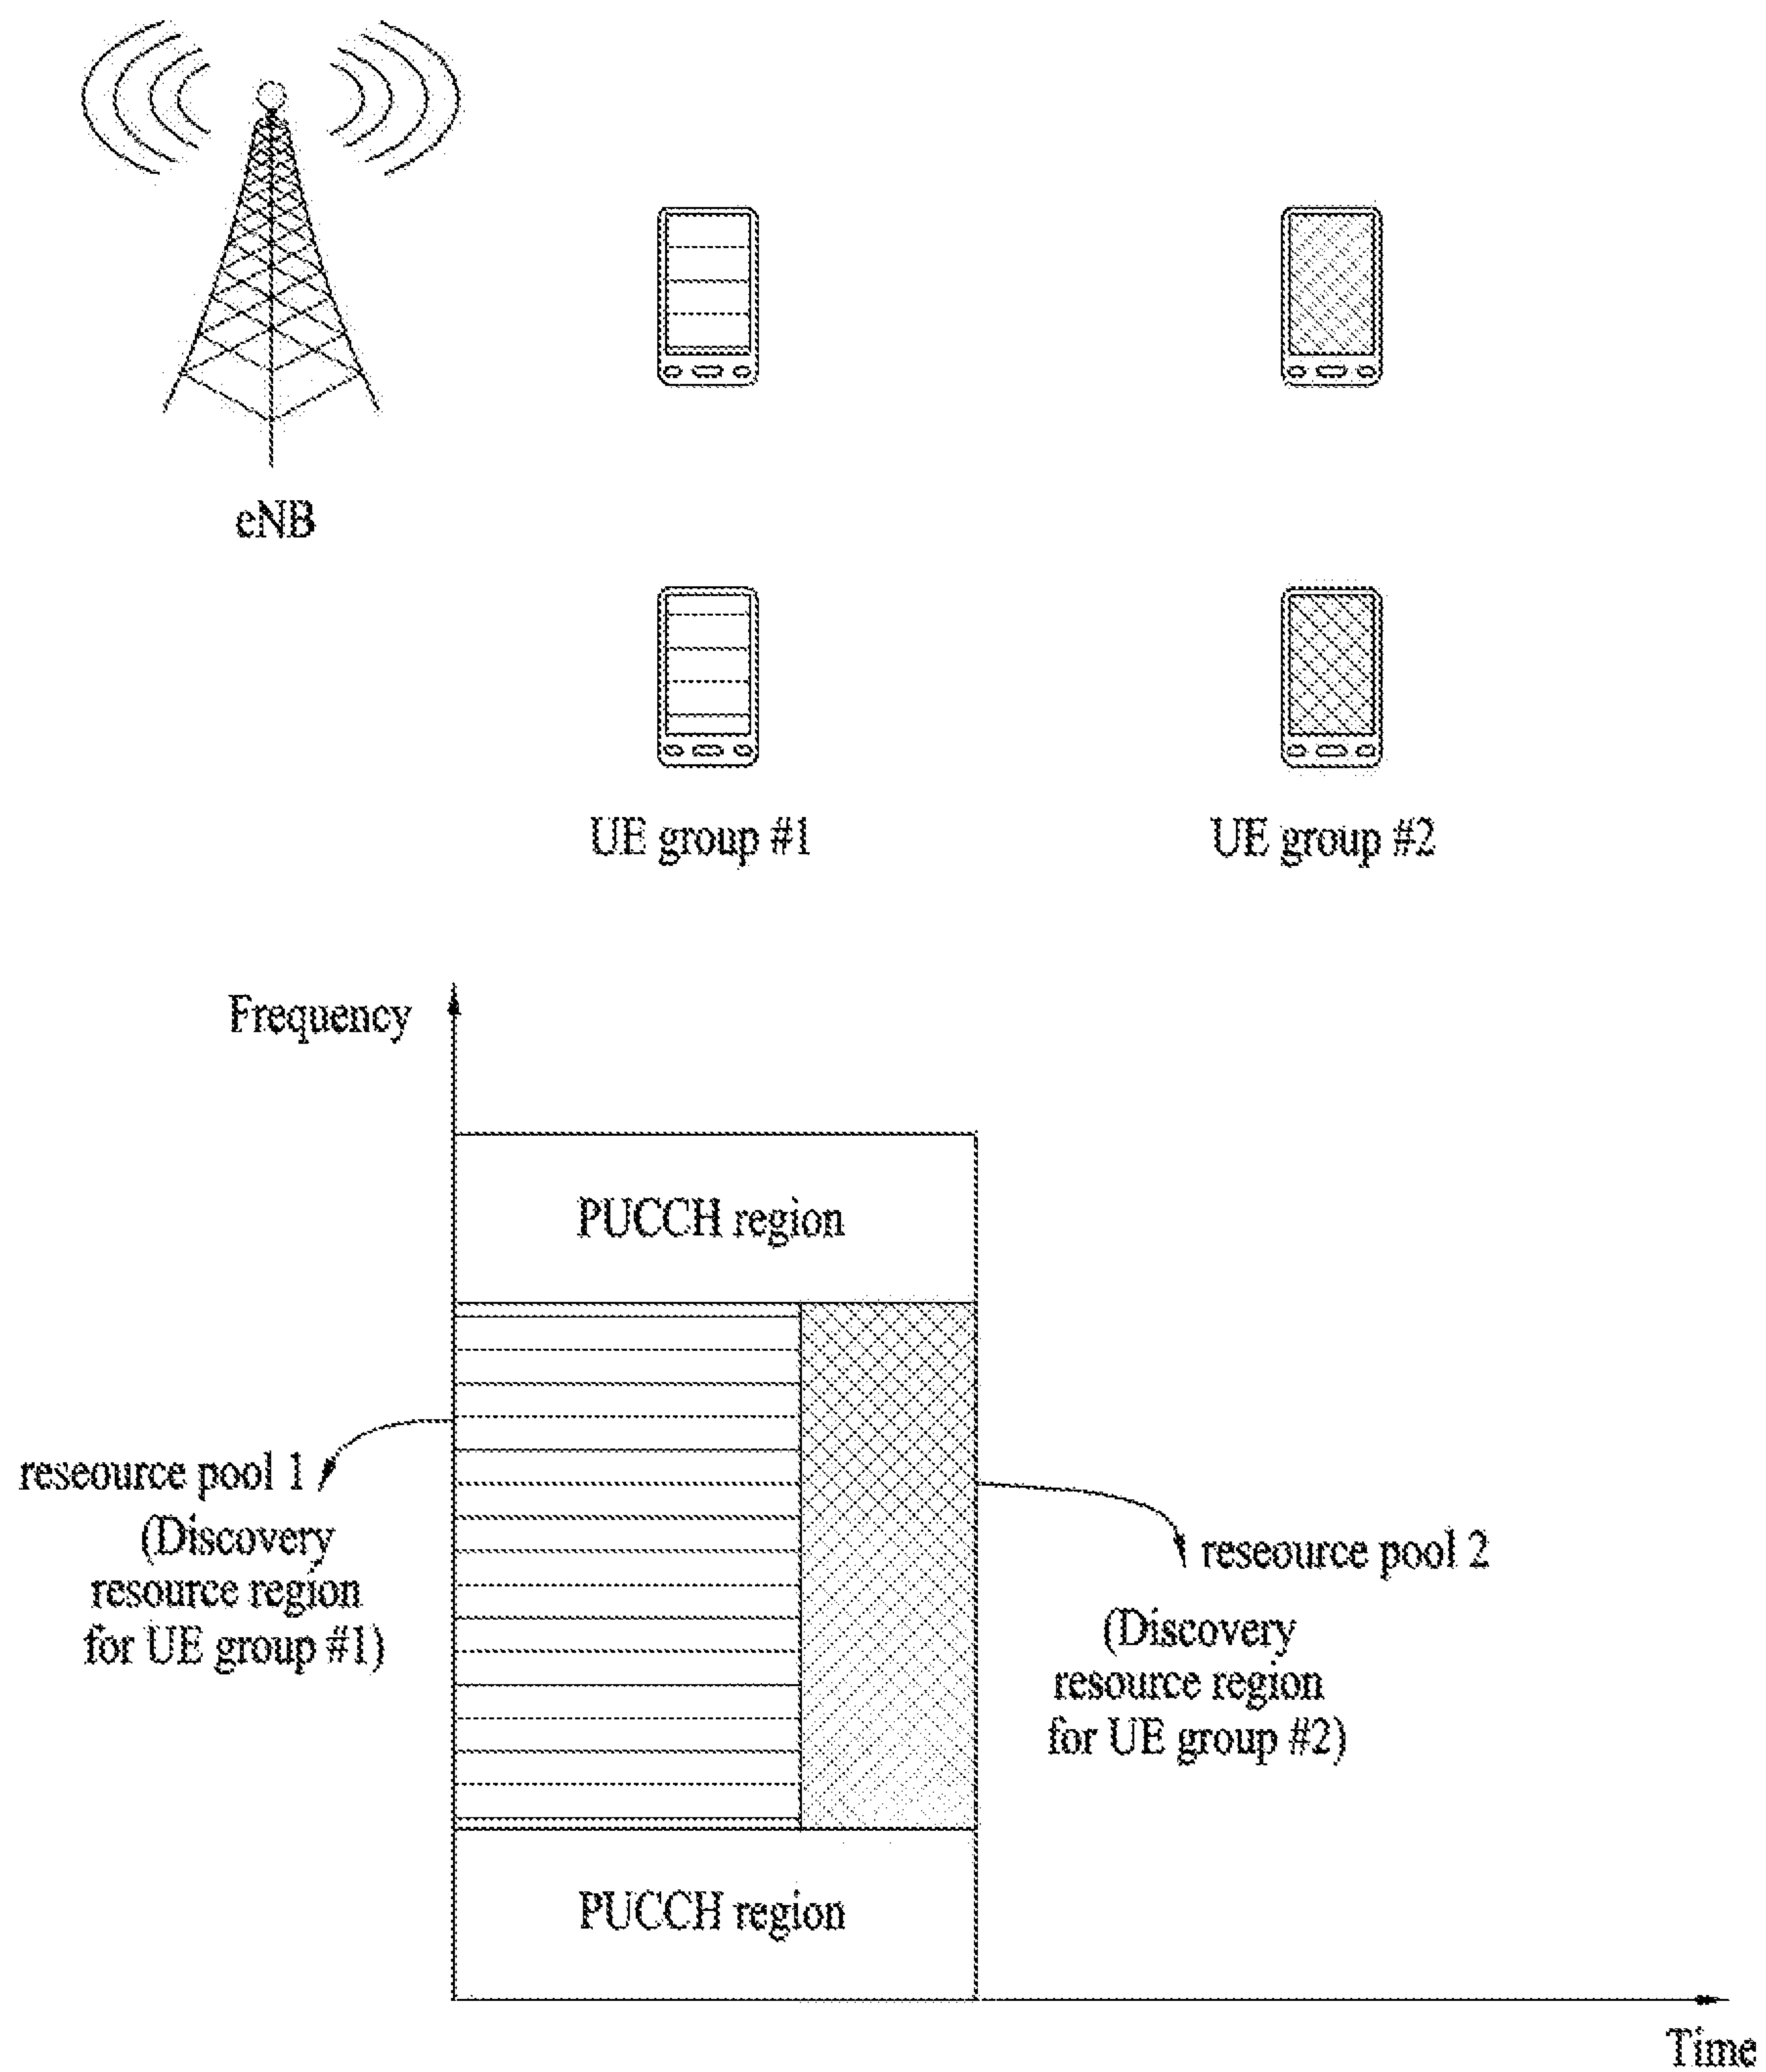 eNB
UE group #1
UE group #2
Frequency
PUCCH region
reseource pool 1
(Discovery
resource region
for UE group #1)
reseource pool 2
(Discovery
resource region
for UE group #2)
PUCCH region
Time